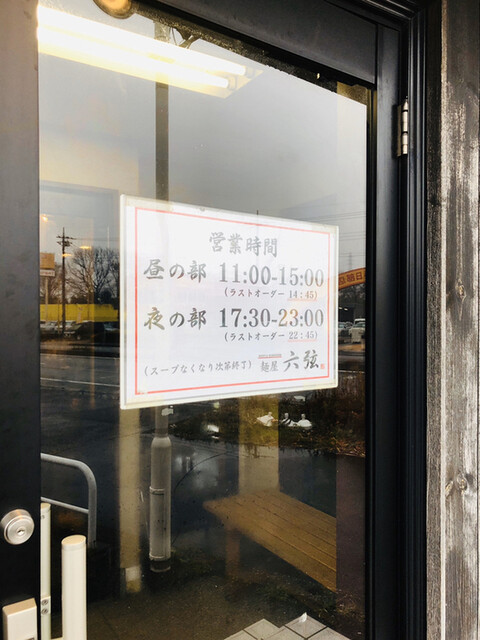 営業時間
昼の部 11:00-15:00
(ラストオーダー 14:45)
夜の部 17:30-23:00
(ラストオーダー 22:45)
(スープなくなり次第終了) 麺屋 六弦